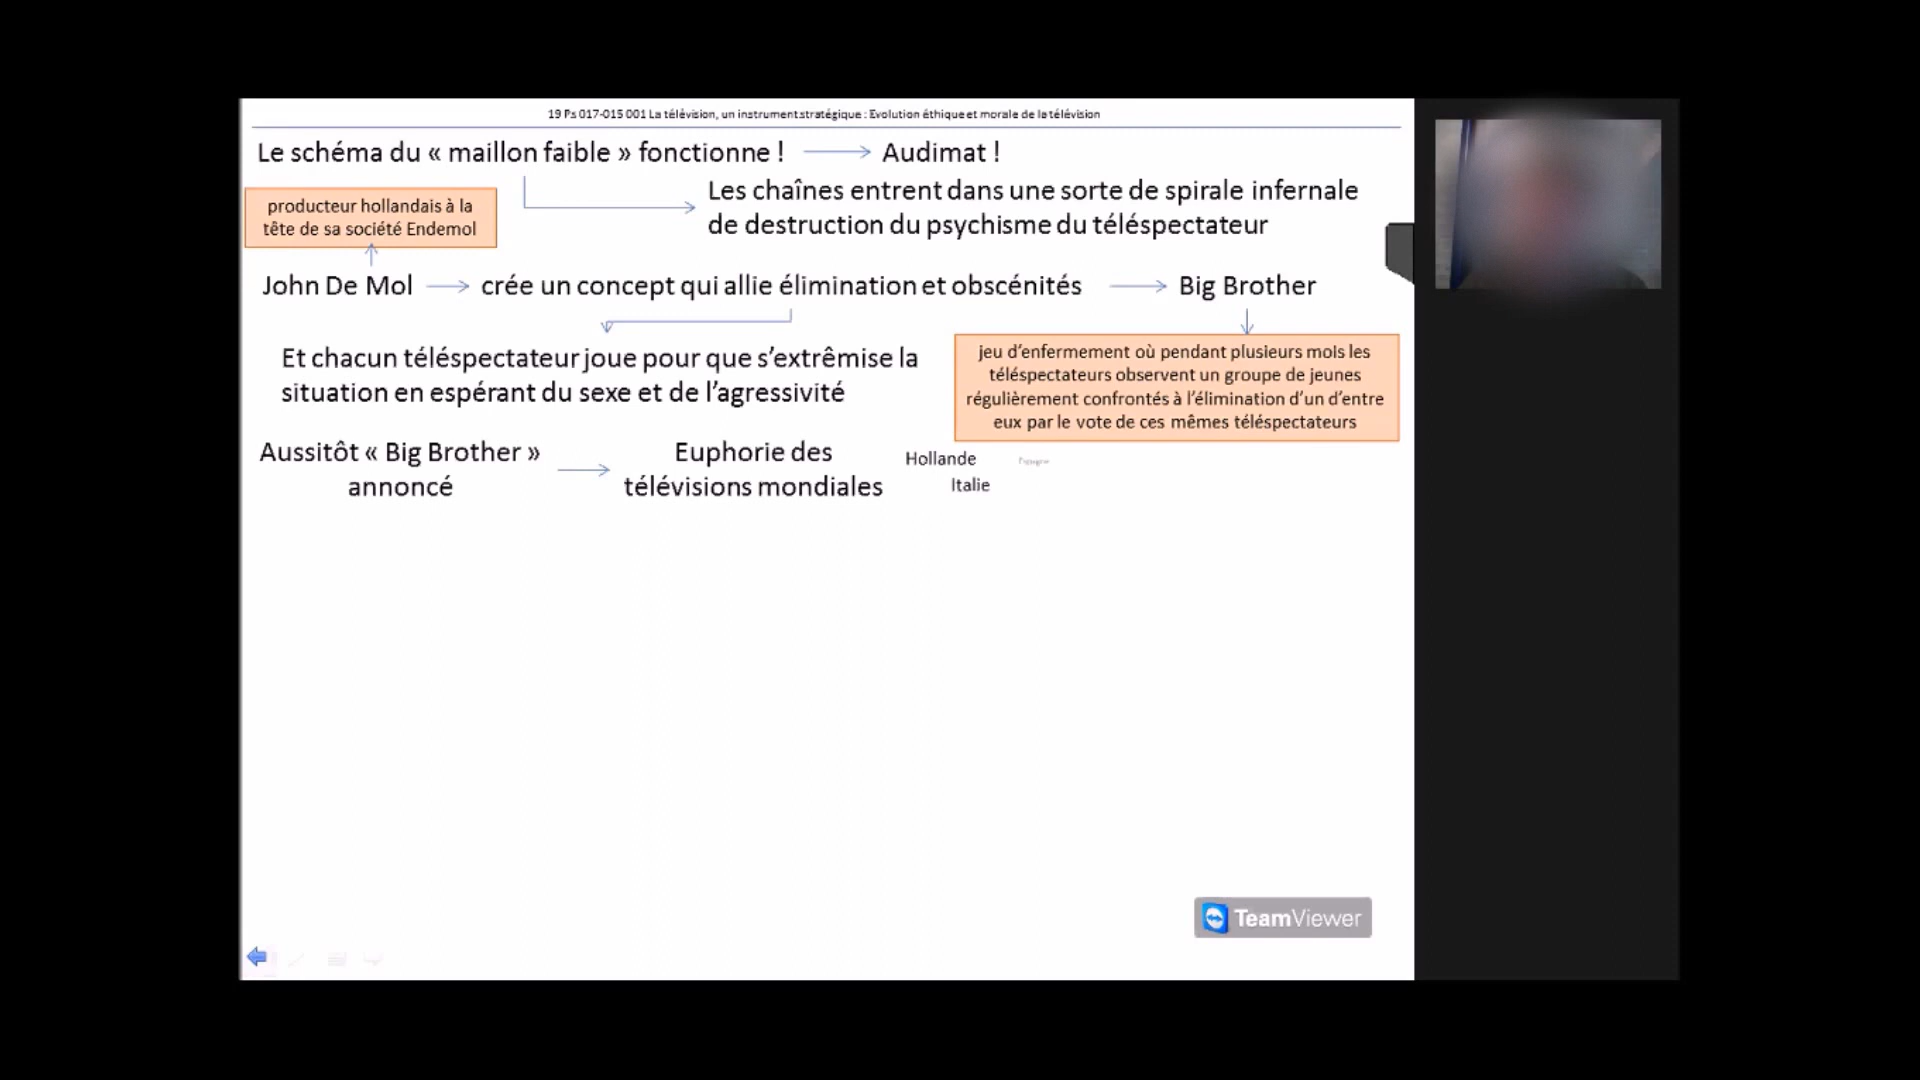 19 Ps 017-015 001 La télévision, un instrument stratégique : Evolution éthique et morale de la télévision
Le schéma du « maillon faible » fonctionne ! Audimat !
Les chaînes entrent dans une sorte de spirale infernale
de destruction du psychisme du téléspectateur
producteur hollandais à la
tête de sa société Endemol
John De Mol crée un concept qui allie élimination et obscénités Big Brother
Et chacun téléspectateur joue pour que s’extrêmise la
situation en espérant du sexe et de l’agressivité
jeu d’enfermement où pendant plusieurs mois les
téléspectateurs observent un groupe de jeunes
régulièrement confrontés à l’élimination d’un d’entre
eux par le vote de ces mêmes téléspectateurs
Aussitôt « Big Brother »
annoncé
Euphorie des
télévisions mondiales
Hollande
Italie
TeamViewer